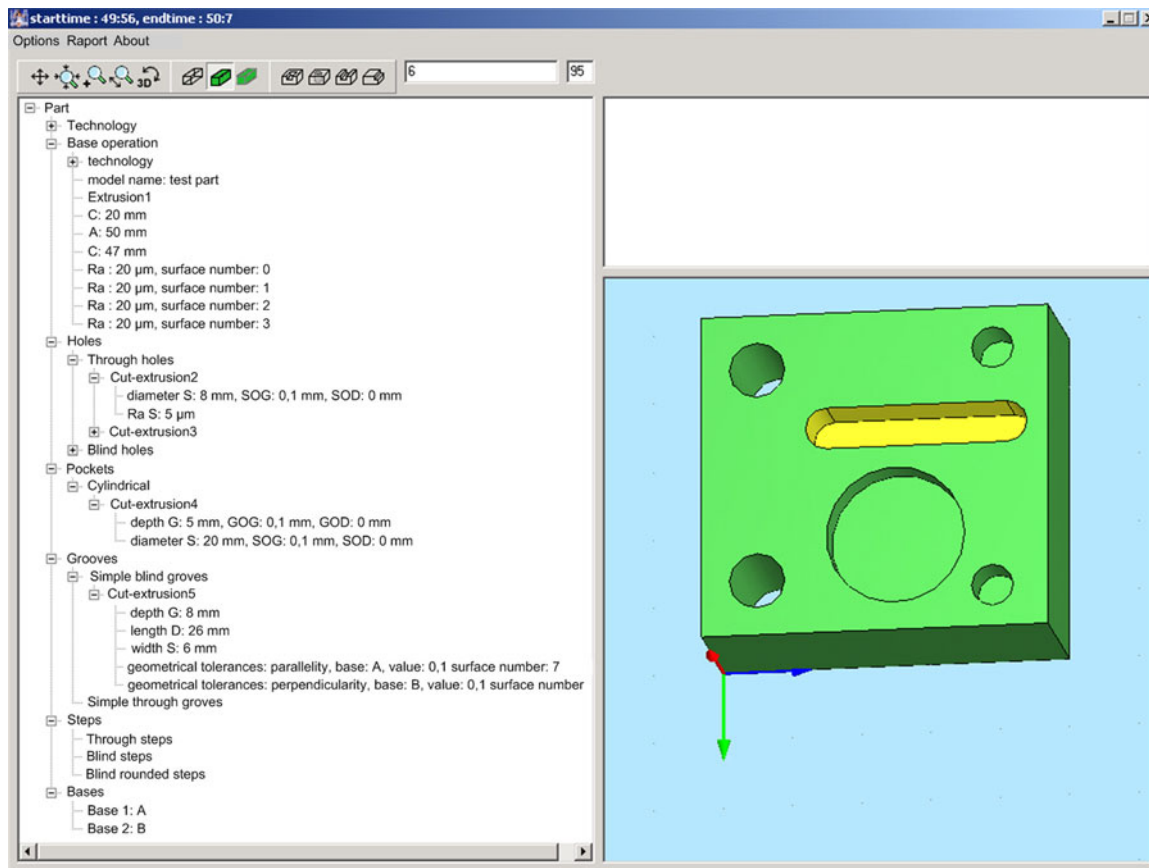 starttime : 49:56, endtime : 50:7
Options Raport About
3D
6
95
Part
Technology
Base operation
technology
model name: test part
Extrusion1
C: 20 mm
A: 50 mm
C: 47 mm
Ra : 20 µm, surface number: 0
Ra : 20 µm, surface number: 1
Ra : 20 µm, surface number: 2
Ra : 20 µm, surface number: 3
Holes
Through holes
Cut-extrusion2
diameter S: 8 mm, SOG: 0,1 mm, SOD: 0 mm
Ra S: 5 µm
Cut-extrusion3
Blind holes
Pockets
Cylindrical
Cut-extrusion4
depth G: 5 mm, GOG: 0,1 mm, GOD: 0 mm
diameter S: 20 mm, SOG: 0,1 mm, SOD: 0 mm
Grooves
Simple blind groves
Cut-extrusion5
depth G: 8 mm
length D: 26 mm
width S: 6 mm
geometrical tolerances: parallelity, base: A, value: 0,1 surface number: 7
geometrical tolerances: perpendicularity, base: B, value: 0,1 surface number
Simple through groves
Steps
Through steps
Blind steps
Blind rounded steps
Bases
Base 1: A
Base 2: B